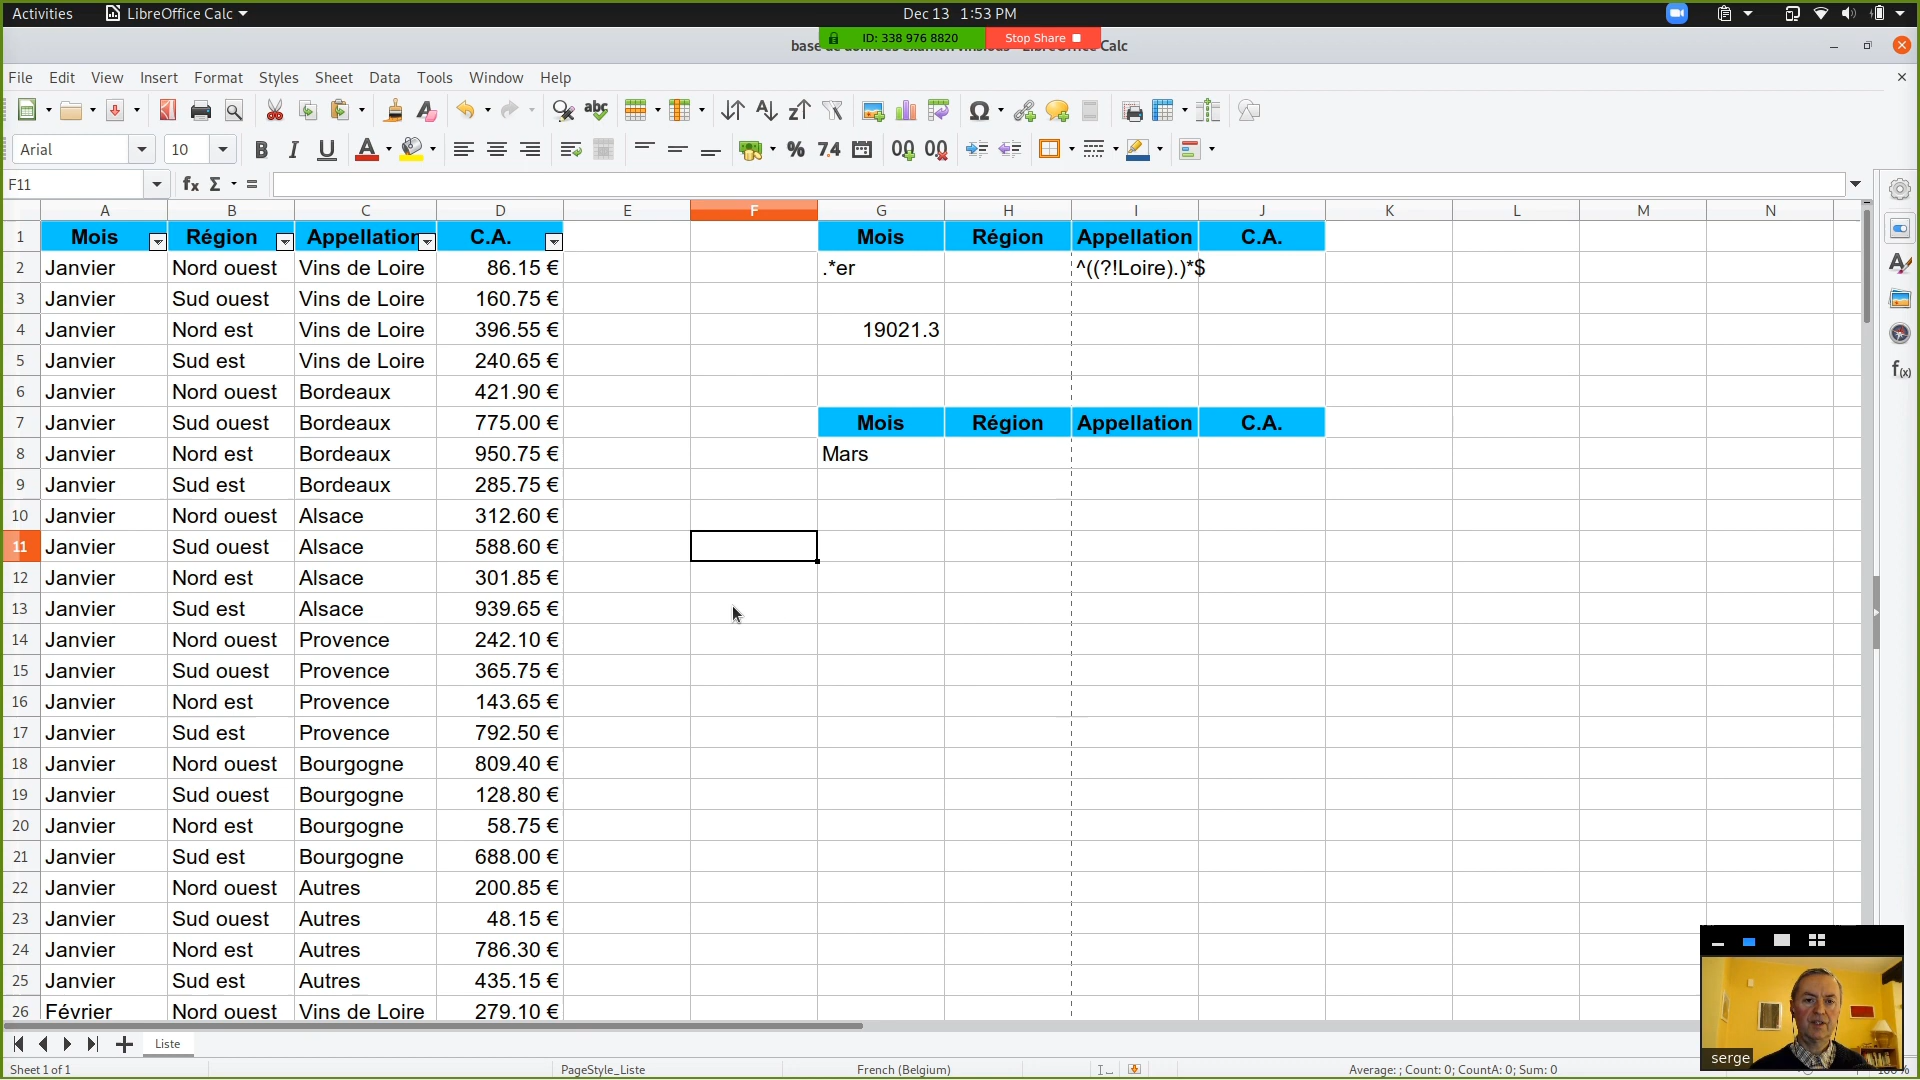 Activities LibreOffice Calc Dec 13 1:53 PM
ID: 338 976 8820 Stop Share
Calc
File Edit View Insert Format Styles Sheet Data Tools Window Help
Arial 10
F11
A B C D E F G H I J K L M N
1 Mois Région Appellation C.A. Mois Région Appellation C.A.
2 Janvier Nord ouest Vins de Loire 86.15 € .*er ^((?!Loire).)*$
3 Janvier Sud ouest Vins de Loire 160.75 €
4 Janvier Nord est Vins de Loire 396.55 € 19021.3
5 Janvier Sud est Vins de Loire 240.65 €
6 Janvier Nord ouest Bordeaux 421.90 €
7 Janvier Sud ouest Bordeaux 775.00 € Mois Région Appellation C.A.
8 Janvier Nord est Bordeaux 950.75 € Mars
9 Janvier Sud est Bordeaux 285.75 €
10 Janvier Nord ouest Alsace 312.60 €
11 Janvier Sud ouest Alsace 588.60 €
12 Janvier Nord est Alsace 301.85 €
13 Janvier Sud est Alsace 939.65 €
14 Janvier Nord ouest Provence 242.10 €
15 Janvier Sud ouest Provence 365.75 €
16 Janvier Nord est Provence 143.65 €
17 Janvier Sud est Provence 792.50 €
18 Janvier Nord ouest Bourgogne 809.40 €
19 Janvier Sud ouest Bourgogne 128.80 €
20 Janvier Nord est Bourgogne 58.75 €
21 Janvier Sud est Bourgogne 688.00 €
22 Janvier Nord ouest Autres 200.85 €
23 Janvier Sud ouest Autres 48.15 €
24 Janvier Nord est Autres 786.30 €
25 Janvier Sud est Autres 435.15 €
26 Février Nord ouest Vins de Loire 279.10 €
Liste
serge
Sheet 1 of 1 PageStyle_Liste French (Belgium) Average: ; Count: 0; CountA: 0; Sum: 0